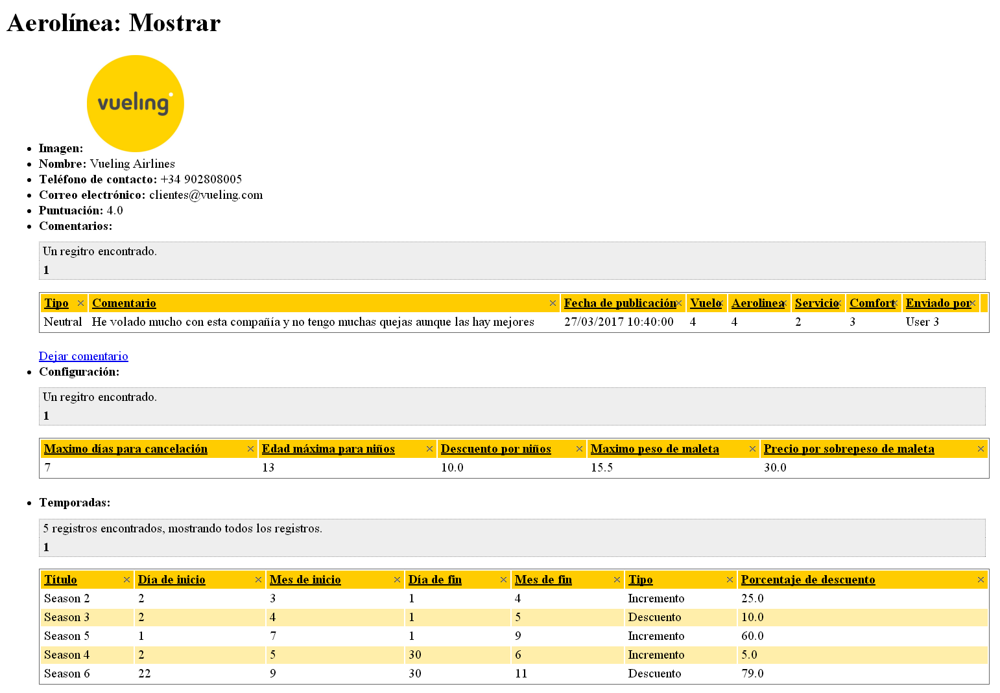 Aerolínea: Mostrar
vueling
Imagen:
Nombre: Vueling Airlines
Teléfono de contacto: +34 902808005
Correo electrónico: clientes@vueling.com
Puntuación: 4.0
Comentarios:
Un regitro encontrado.
1
Tipo Comentario Fecha de publicación Vuelo Aerolinea Servicio Comfort Enviado por
Neutral He volado mucho con esta compañía y no tengo muchas quejas aunque las hay mejores 27/03/2017 10:40:00 4 4 2 3 User 3
Dejar comentario
Configuración:
Un regitro encontrado.
1
Maximo días para cancelación Edad máxima para niños Descuento por niños Maximo peso de maleta Precio por sobrepeso de maleta
7 13 10.0 15.5 30.0
Temporadas:
5 registros encontrados, mostrando todos los registros.
1
Título Día de inicio Mes de inicio Día de fin Mes de fin Tipo Porcentaje de descuento
Season 2 2 3 1 4 Incremento 25.0
Season 3 2 4 1 5 Descuento 10.0
Season 5 1 7 1 9 Incremento 60.0
Season 4 2 5 30 6 Incremento 5.0
Season 6 22 9 30 11 Descuento 79.0